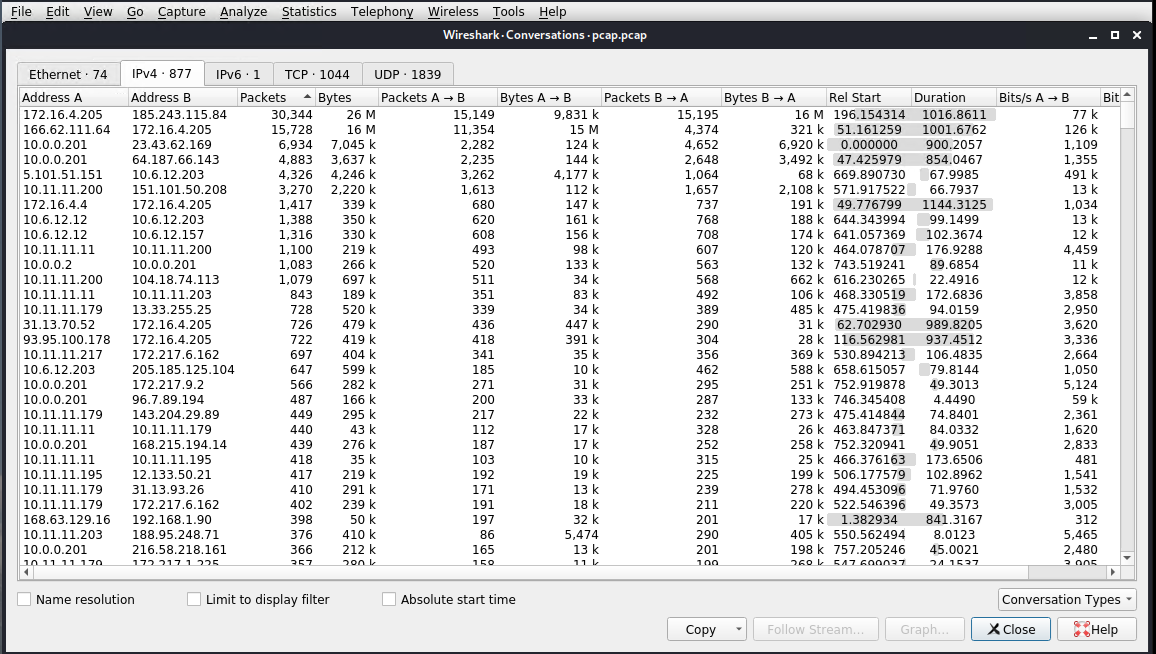 File Edit View Go Capture Analyze Statistics Telephony Wireless Tools Help
Wireshark · Conversations · pcap.pcap
Ethernet · 74 IPv4 · 877 IPv6 · 1 TCP · 1044 UDP · 1839
Address A Address B Packets Bytes Packets A → B Bytes A → B Packets B → A Bytes B → A Rel Start Duration Bits/s A → B Bit
172.16.4.205 185.243.115.84 30,344 26 M 15,149 9,831 k 15,195 16 M 196.154314 1016.8611 77 k
166.62.111.64 172.16.4.205 15,728 16 M 11,354 15 M 4,374 321 k 51.161259 1001.6762 126 k
10.0.0.201 23.43.62.169 6,934 7,045 k 2,282 124 k 4,652 6,920 k 0.000000 900.2057 1,109
10.0.0.201 64.187.66.143 4,883 3,637 k 2,235 144 k 2,648 3,492 k 47.425979 854.0467 1,355
5.101.51.151 10.6.12.203 4,326 4,246 k 3,262 4,177 k 1,064 68 k 669.890730 67.9985 491 k
10.11.11.200 151.101.50.208 3,270 2,220 k 1,613 112 k 1,657 2,108 k 571.917522 66.7937 13 k
172.16.4.4 172.16.4.205 1,417 339 k 680 147 k 737 191 k 49.776799 1144.3125 1,034
10.6.12.12 10.6.12.203 1,388 350 k 620 161 k 768 188 k 644.343994 99.1499 13 k
10.6.12.12 10.6.12.157 1,316 330 k 608 156 k 708 174 k 641.057369 102.3674 12 k
10.11.11.11 10.11.11.200 1,100 219 k 493 98 k 607 120 k 464.078707 176.9288 4,459
10.0.0.2 10.0.0.201 1,083 266 k 520 133 k 563 132 k 743.519241 89.6854 11 k
10.11.11.200 104.18.74.113 1,079 697 k 511 34 k 568 662 k 616.230265 22.4916 12 k
10.11.11.11 10.11.11.203 843 189 k 351 83 k 492 106 k 468.330519 172.6836 3,858
10.11.11.179 13.33.255.25 728 520 k 339 34 k 389 485 k 475.419836 94.0159 2,950
31.13.70.52 172.16.4.205 726 479 k 436 447 k 290 31 k 62.702930 989.8205 3,620
93.95.100.178 172.16.4.205 722 419 k 418 391 k 304 28 k 116.562981 937.4512 3,336
10.11.11.217 172.217.6.162 697 404 k 341 35 k 356 369 k 530.894213 106.4835 2,664
10.6.12.203 205.185.125.104 647 599 k 185 10 k 462 588 k 658.615057 79.8144 1,050
10.0.0.201 172.217.9.2 566 282 k 271 31 k 295 251 k 752.919878 49.3013 5,124
10.0.0.201 96.7.89.194 487 166 k 200 33 k 287 133 k 746.345408 4.4490 59 k
10.11.11.179 143.204.29.89 449 295 k 217 22 k 232 273 k 475.414844 74.8401 2,361
10.11.11.11 10.11.11.179 440 43 k 112 17 k 328 26 k 463.847371 84.0332 1,620
10.0.0.201 168.215.194.14 439 276 k 187 17 k 252 258 k 752.320941 49.9051 2,833
10.11.11.11 10.11.11.195 418 35 k 103 10 k 315 25 k 466.376163 173.6506 481
10.11.11.195 12.133.50.21 417 219 k 192 19 k 225 199 k 506.177579 102.8962 1,541
10.11.11.179 31.13.93.26 410 291 k 171 13 k 239 278 k 494.453096 71.9760 1,532
10.11.11.179 172.217.6.162 402 239 k 191 18 k 211 220 k 522.546396 49.3573 3,005
168.63.129.16 192.168.1.90 398 50 k 197 32 k 201 17 k 1.382934 841.3167 312
10.11.11.203 188.95.248.71 376 410 k 86 5,474 290 405 k 550.562494 8.0123 5,465
10.0.0.201 216.58.218.161 366 212 k 165 13 k 201 198 k 757.205246 45.0021 2,480
10.11.11.179 172.217.1.225 357 280 k 158 11 k 199 268 k 547.699037 24.1537 3,905
Name resolution Limit to display filter Absolute start time Conversation Types
Copy Follow Stream... Graph... Close Help